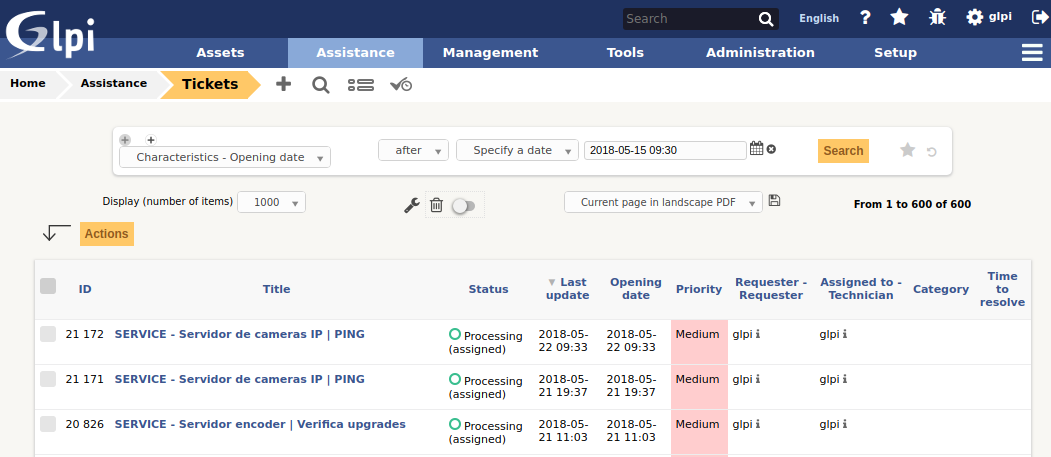 Glpi
Search
English
?
glpi
Assets
Assistance
Management
Tools
Administration
Setup
Home
Assistance
Tickets
Characteristics - Opening date
after
Specify a date
2018-05-15 09:30
Search
Display (number of items)
1000
Current page in landscape PDF
From 1 to 600 of 600
Actions
ID
Title
Status
Last
update
Opening
date
Priority
Requester -
Requester
Assigned to -
Technician
Category
Time
to
resolve
21 172
SERVICE - Servidor de cameras IP | PING
Processing
(assigned)
2018-05-
22 09:33
2018-05-
22 09:33
Medium
glpi
glpi
21 171
SERVICE - Servidor de cameras IP | PING
Processing
(assigned)
2018-05-
21 19:37
2018-05-
21 19:37
Medium
glpi
glpi
20 826
SERVICE - Servidor encoder | Verifica upgrades
Processing
(assigned)
2018-05-
21 11:03
2018-05-
21 11:03
Medium
glpi
glpi